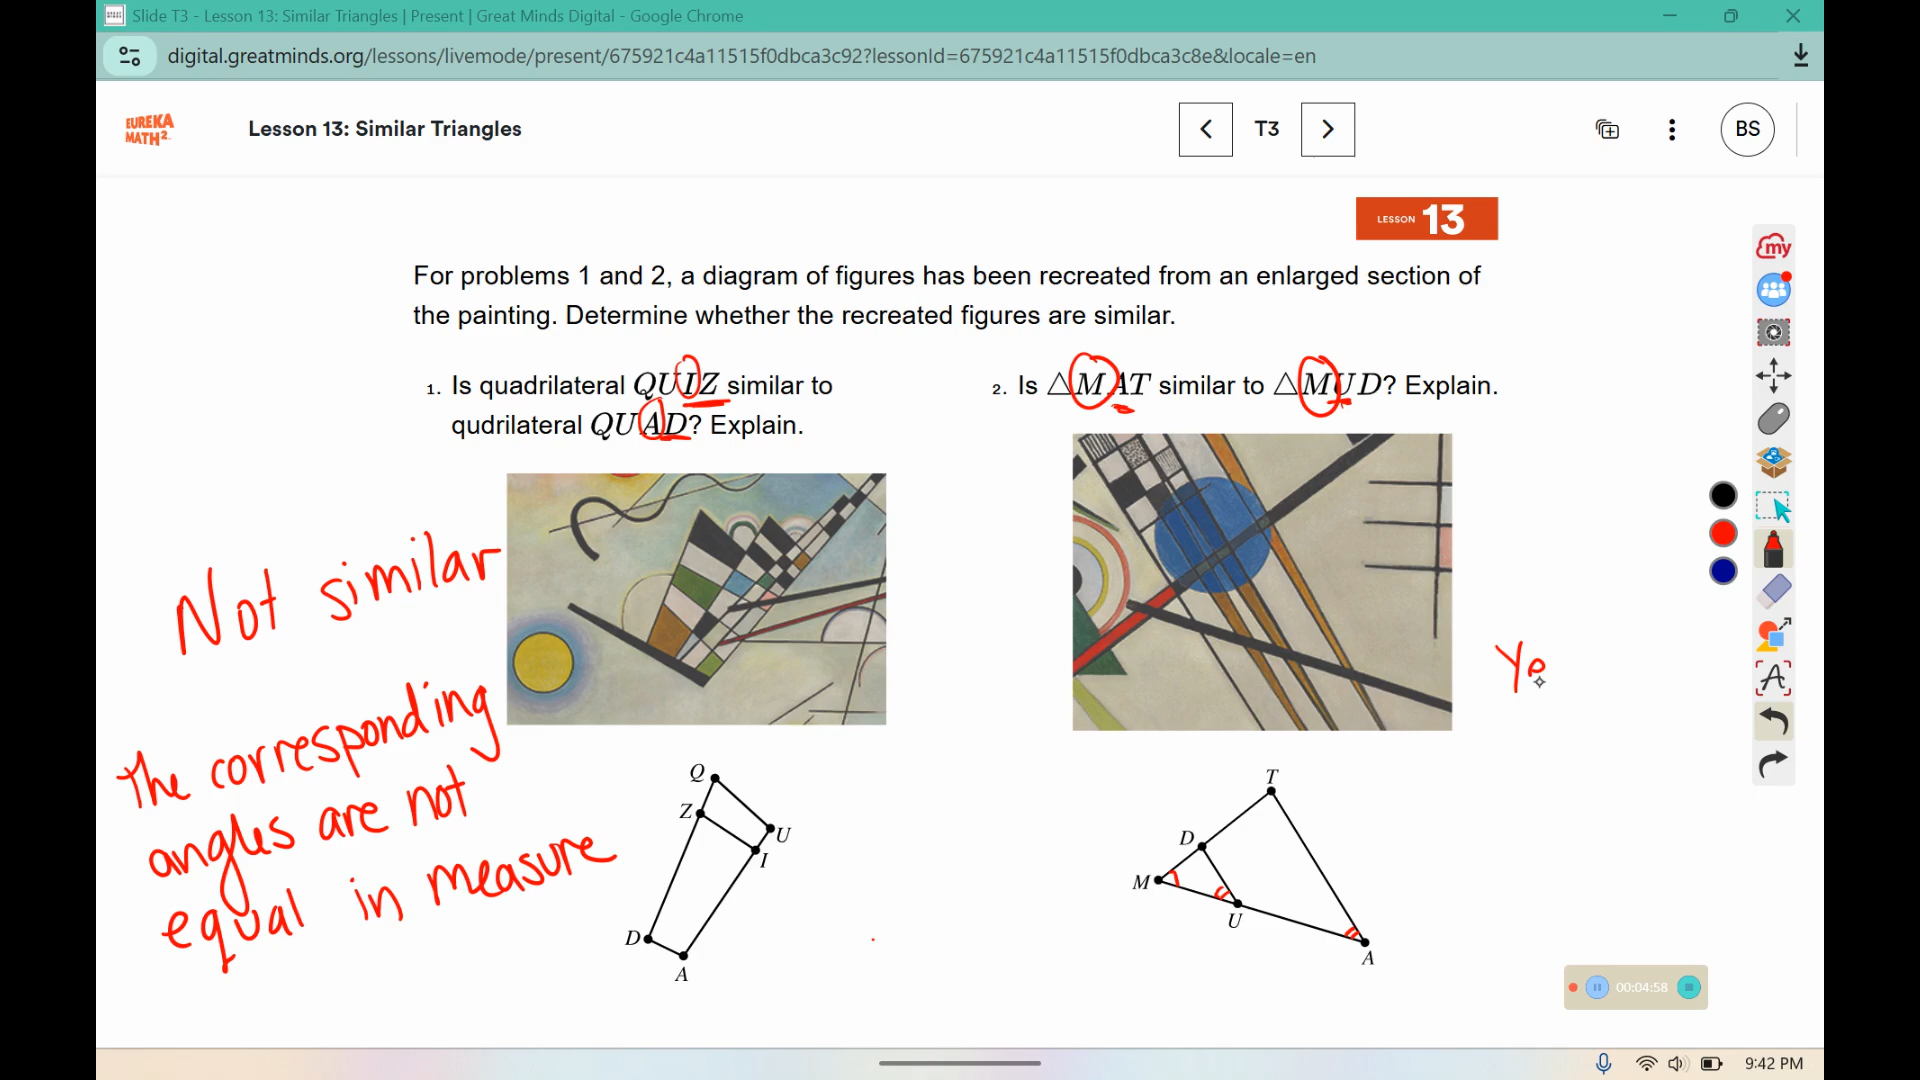 Slide T3 - Lesson 13: Similar Triangles | Present | Great Minds Digital - Google Chrome
digital.greatminds.org/lessons/livemode/present/675921c4a11515f0dbca3c92?lessonId=675921c4a11515f0dbca3c8e&locale=en
EUREKA
MATH²
Lesson 13: Similar Triangles
T3
BS
LESSON 13
For problems 1 and 2, a diagram of figures has been recreated from an enlarged section of
the painting. Determine whether the recreated figures are similar.
1. Is quadrilateral QUIZ similar to
qudrilateral QUAD? Explain.
2. Is △MAT similar to △MUD? Explain.
Not similar
The corresponding
angles are not
equal in measure
Ye
Q
Z
U
I
D
A
T
D
M
U
A
my
A
00:04:58
9:42 PM